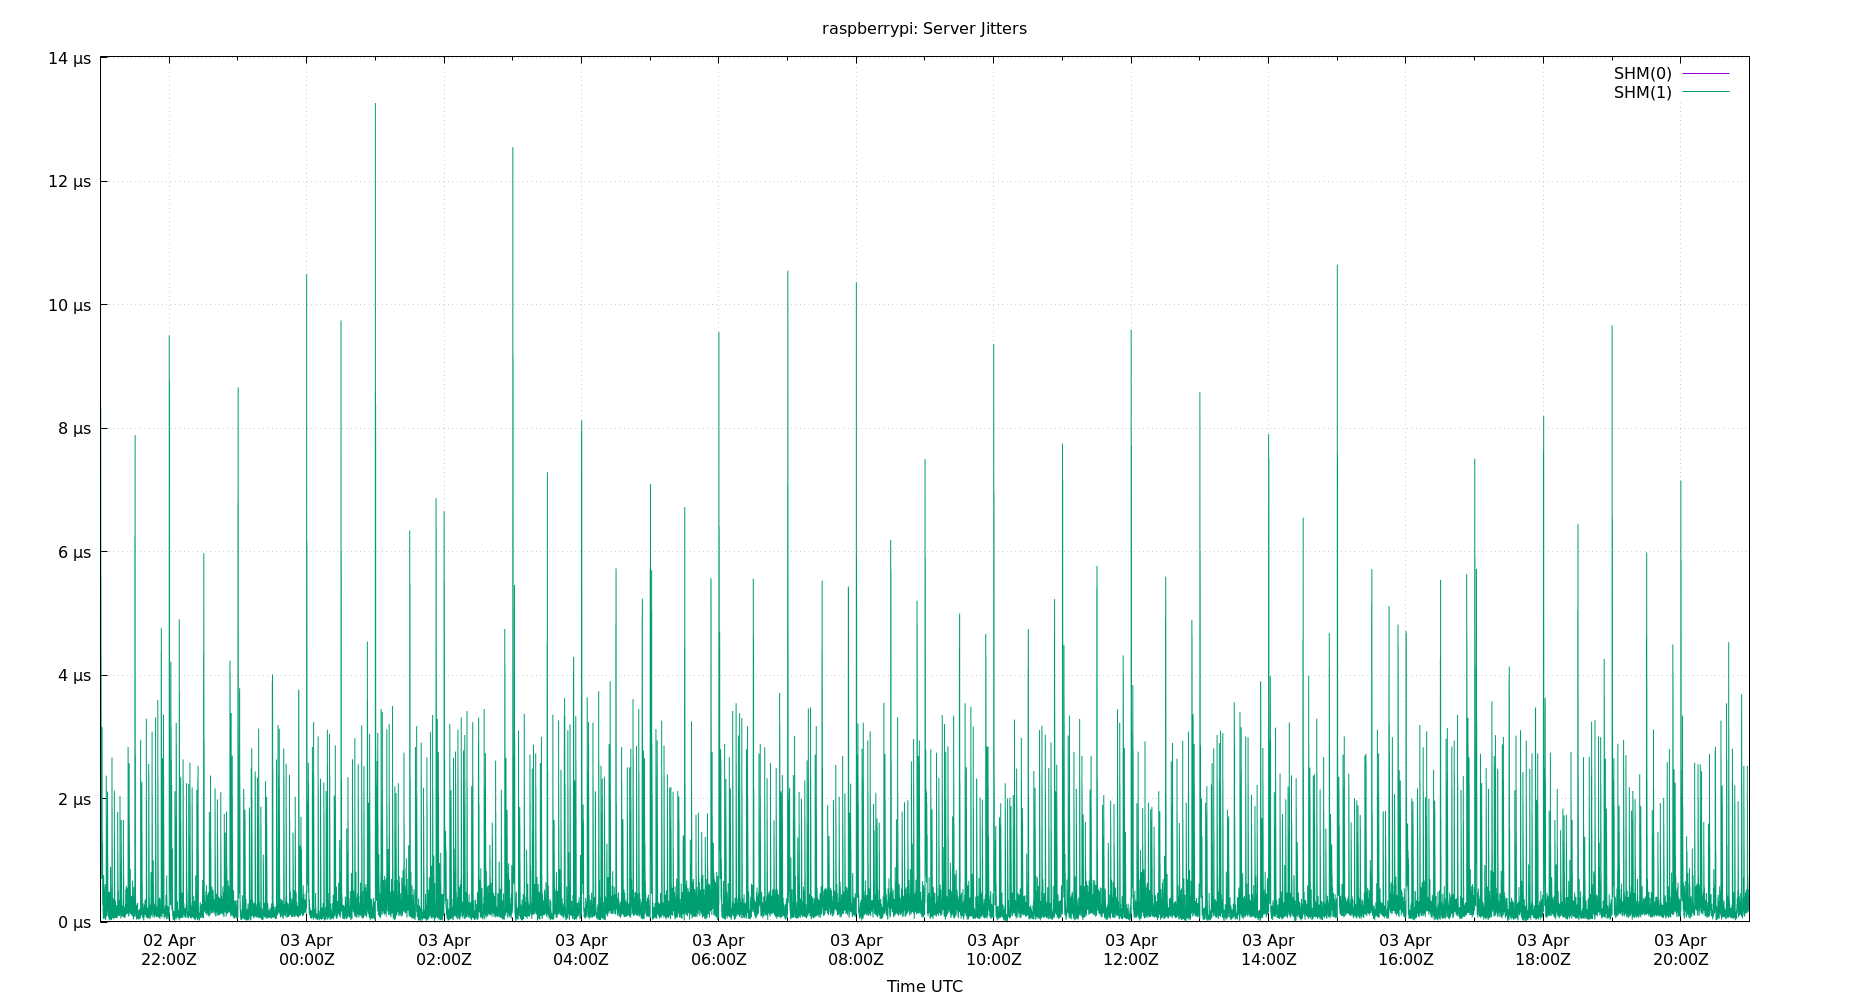 raspberrypi: Server Jitters
14 µs
SHM(0)
SHM(1)
12 µs
10 µs
8 µs
6 µs
4 µs
2 µs
0 µs
02 Apr 03 Apr 03 Apr 03 Apr 03 Apr 03 Apr 03 Apr 03 Apr 03 Apr 03 Apr 03 Apr 03 Apr
22:00Z 00:00Z 02:00Z 04:00Z 06:00Z 08:00Z 10:00Z 12:00Z 14:00Z 16:00Z 18:00Z 20:00Z
Time UTC